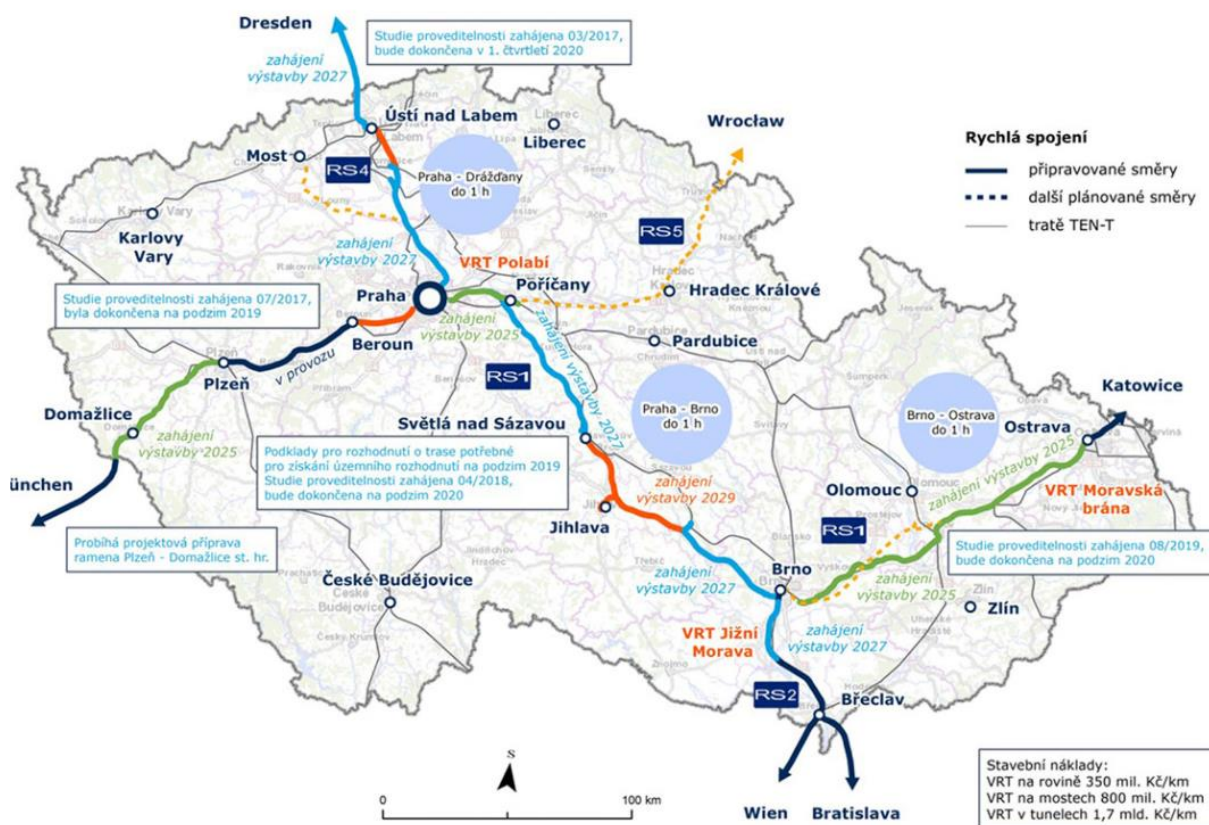 Dresden
Studie proveditelnosti zahájena 03/2017,
bude dokončena v 1. čtvrtletí 2020
zahájení
výstavby 2027
Ústí nad Labem
Liberec
Wrocław
Most
RS4
Praha - Drážďany
do 1 h
Rychlá spojení
připravované směry
další plánované směry
tratě TEN-T
Karlovy
Vary
zahájení
výstavby 2027
RS5
VRT Polabí
Studie proveditelnosti zahájena 07/2017,
byla dokončena na podzim 2019
Praha
Poříčany
Hradec Králové
zahájení
výstavby 2025
Beroun
Pardubice
v provozu
Plzeň
RS1
zahájení výstavby 2027
Praha - Brno
do 1 h
Brno - Ostrava
do 1 h
Katowice
Domažlice
zahájení
výstavby 2025
Světlá nad Sázavou
Ostrava
zahájení výstavby 2025
Podklady pro rozhodnutí o trase potřebné
pro získání územního rozhodnutí na podzim 2019
Studie proveditelnosti zahájena 04/2018,
bude dokončena na podzim 2020
zahájení
výstavby 2029
Olomouc
VRT Moravská
brána
ünchen
Jihlava
RS1
Probíhá projektová příprava
ramena Plzeň - Domažlice st. hr.
Studie proveditelnosti zahájena 08/2019,
bude dokončena na podzim 2020
České Budějovice
zahájení
výstavby 2027
Brno
zahájení
výstavby 2025
Zlín
VRT Jižní
Morava
zahájení
výstavby 2027
RS2
Břeclav
S
0
100 km
Wien
Bratislava
Stavební náklady:
VRT na rovině 350 mil. Kč/km
VRT na mostech 800 mil. Kč/km
VRT v tunelech 1,7 mld. Kč/km